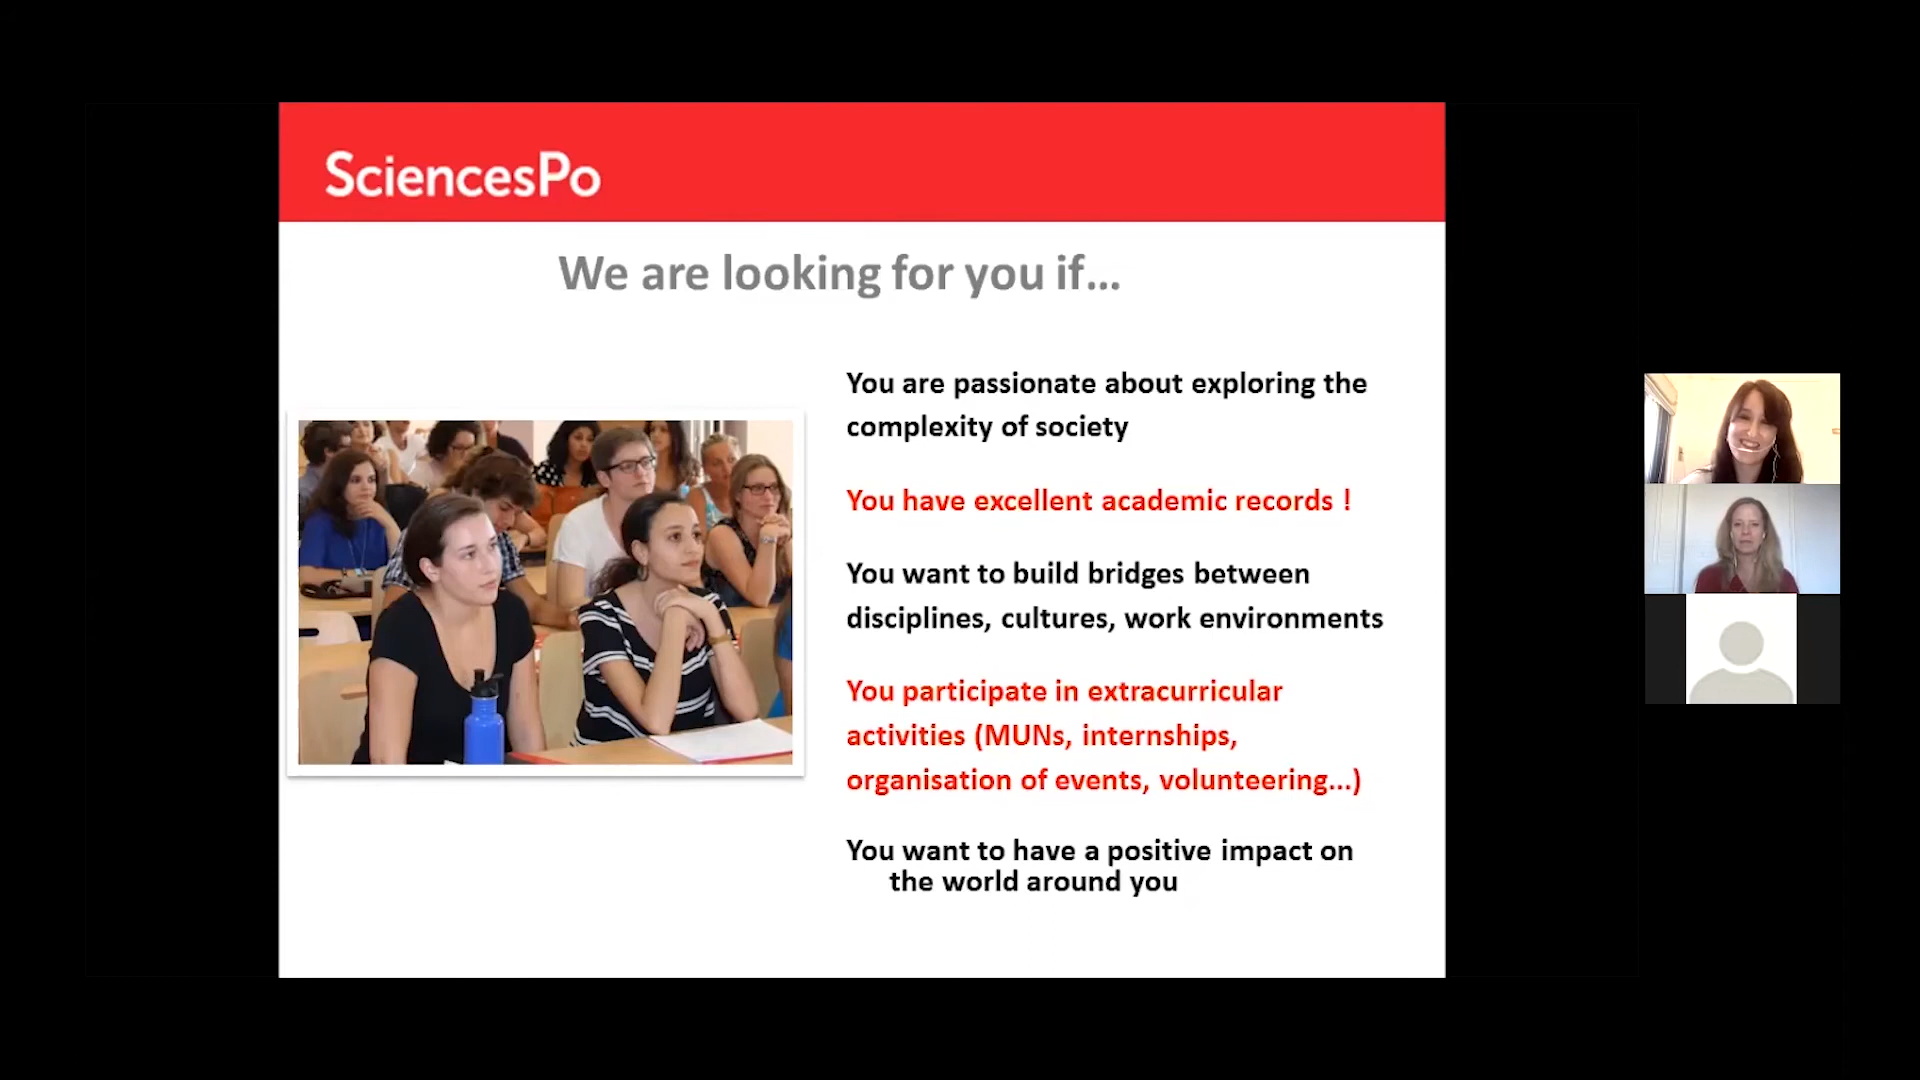 SciencesPo
We are looking for you if...
You are passionate about exploring the
complexity of society
You have excellent academic records !
You want to build bridges between
disciplines, cultures, work environments
You participate in extracurricular
activities (MUNs, internships,
organisation of events, volunteering...)
You want to have a positive impact on
the world around you